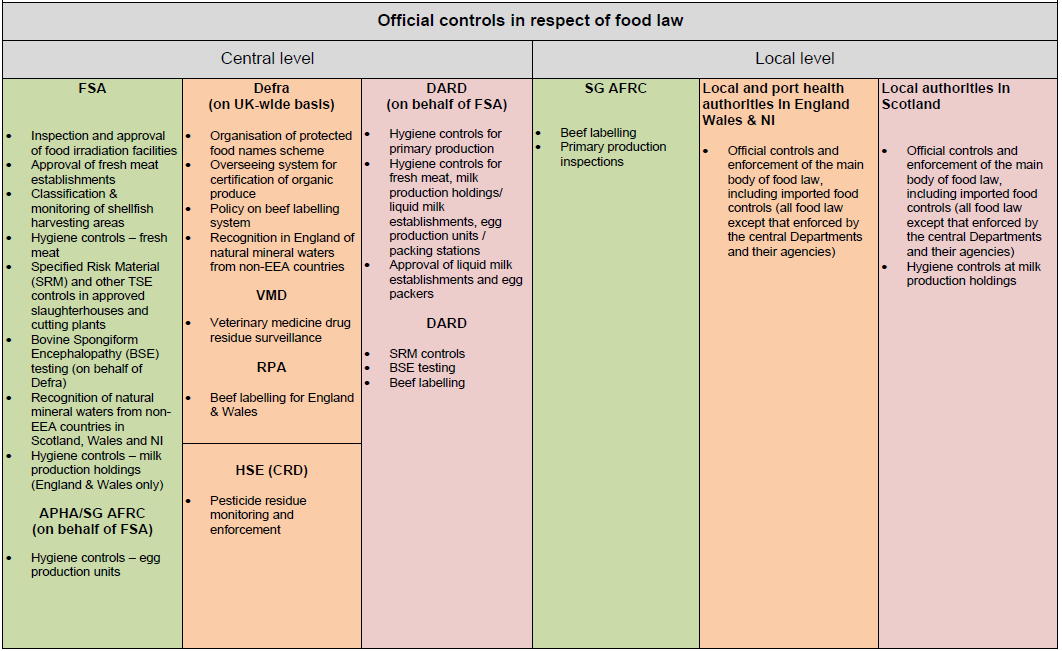 Official controls in respect of food law
Central level
Local level
FSA
• Inspection and approval
of food irradiation facilities
• Approval of fresh meat
establishments
• Classification &
monitoring of shellfish
harvesting areas
• Hygiene controls – fresh
meat
• Specified Risk Material
(SRM) and other TSE
controls in approved
slaughterhouses and
cutting plants
• Bovine Spongiform
Encephalopathy (BSE)
testing (on behalf of
Defra)
• Recognition of natural
mineral waters from non-
EEA countries in
Scotland, Wales and NI
• Hygiene controls – milk
production holdings
(England & Wales only)
APHA/SG AFRC
(on behalf of FSA)
• Hygiene controls – egg
production units
Defra
(on UK-wide basis)
• Organisation of protected
food names scheme
• Overseeing system for
certification of organic
produce
• Policy on beef labelling
system
• Recognition in England of
natural mineral waters
from non-EEA countries
VMD
• Veterinary medicine drug
residue surveillance
RPA
• Beef labelling for England
& Wales
HSE (CRD)
• Pesticide residue
monitoring and
enforcement
DARD
(on behalf of FSA)
• Hygiene controls for
primary production
• Hygiene controls for
fresh meat, milk
production holdings/
liquid milk
establishments, egg
production units /
packing stations
• Approval of liquid milk
establishments and egg
packers
DARD
• SRM controls
• BSE testing
• Beef labelling
SG AFRC
• Beef labelling
• Primary production
inspections
Local and port health
authorities in England
Wales & NI
• Official controls and
enforcement of the main
body of food law,
including imported food
controls (all food law
except that enforced by
the central Departments
and their agencies)
Local authorities in
Scotland
• Official controls and
enforcement of the main
body of food law,
including imported food
controls (all food law
except that enforced by
the central Departments
and their agencies)
• Hygiene controls at milk
production holdings